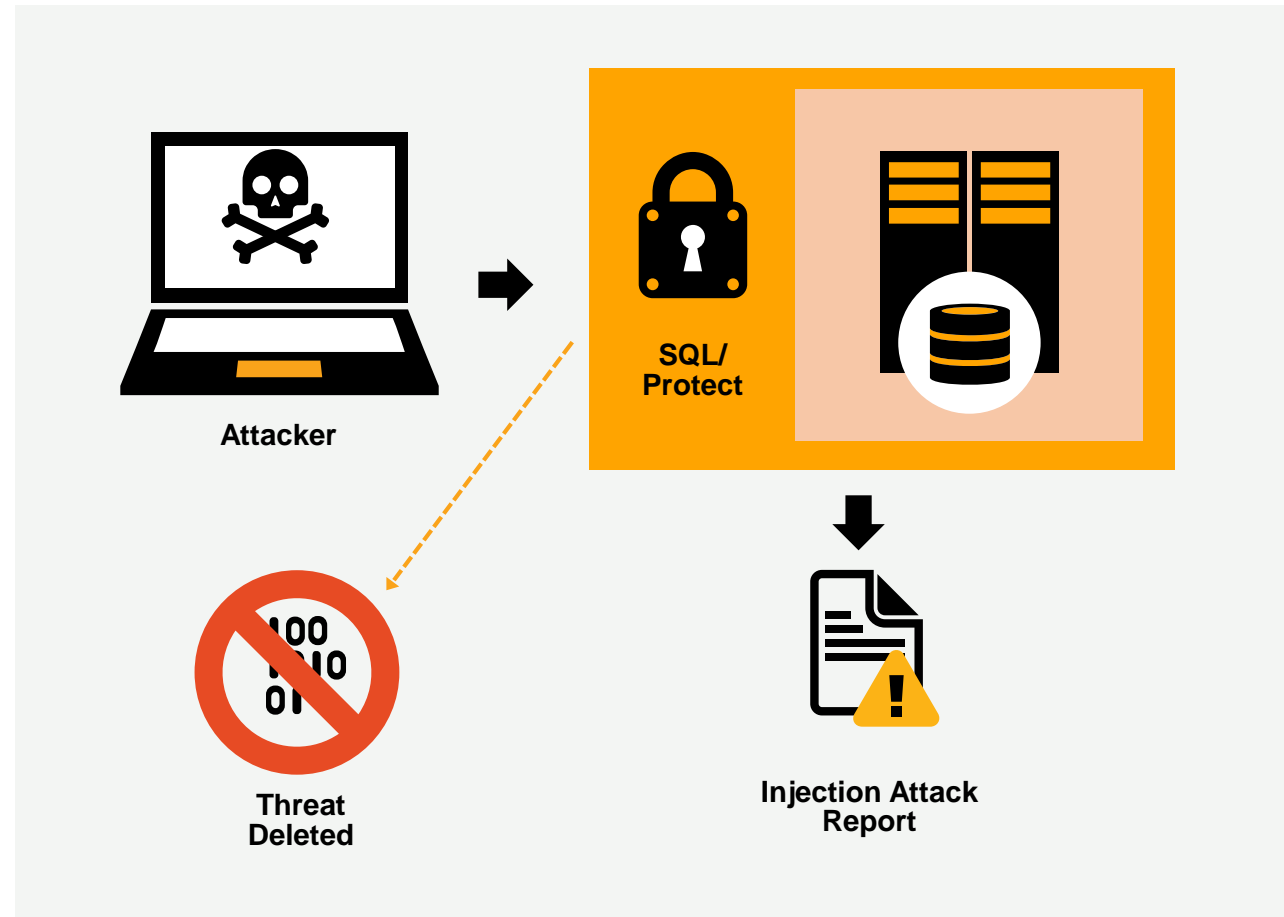 SQL/
Protect
Attacker
100
1010
01
Threat
Deleted
Injection Attack
Report